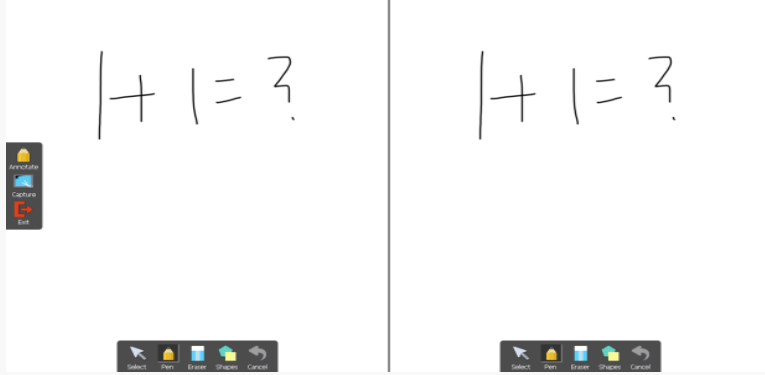 1+ 1 = ?
1+ 1 = ?
Annotate
Capture
Exit
Select Pen Eraser Shapes Cancel
Select Pen Eraser Shapes Cancel